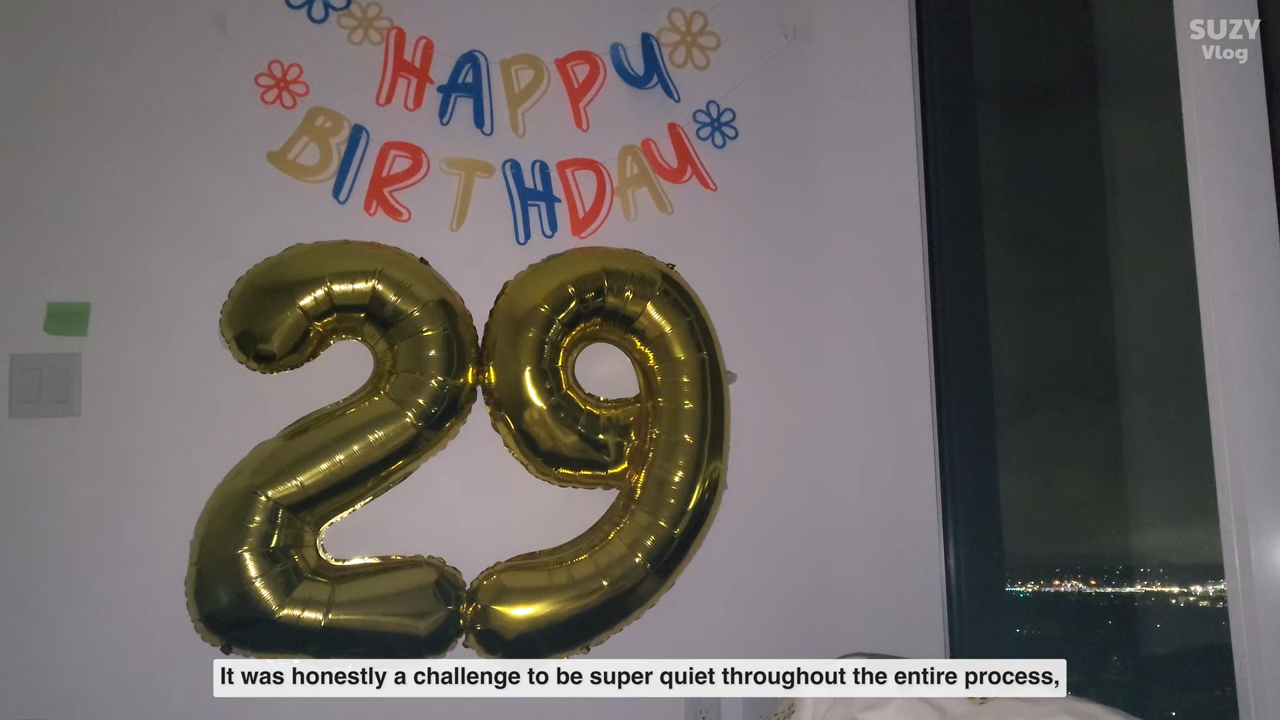 SUZY
Vlog
HAPPY
BIRTHDAY
29
It was honestly a challenge to be super quiet throughout the entire process,